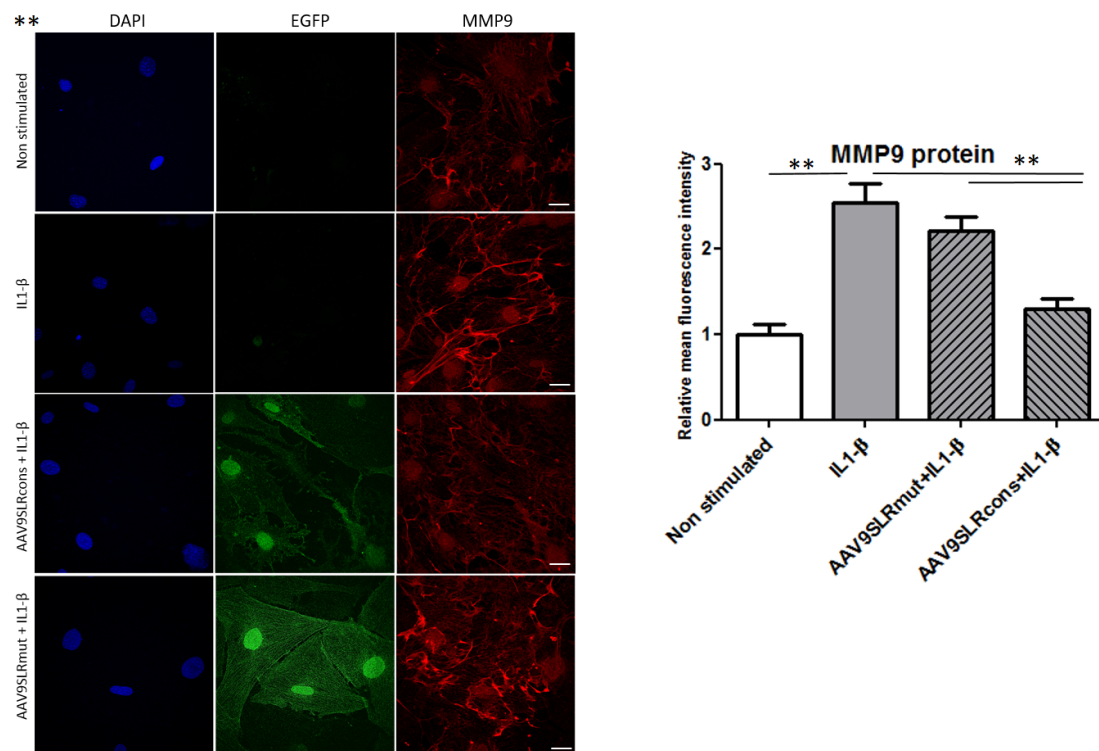 ** DAPI EGFP MMP9
Non stimulated
IL1-β
AAV9SLRcons + IL1-β
AAV9SLRmut + IL1-β
MMP9 protein
** **
Relative mean fluorescence intensity
3
2
1
0
Non stimulated
IL1-β
AAV9SLRmut+IL1-β
AAV9SLRcons+IL1-β